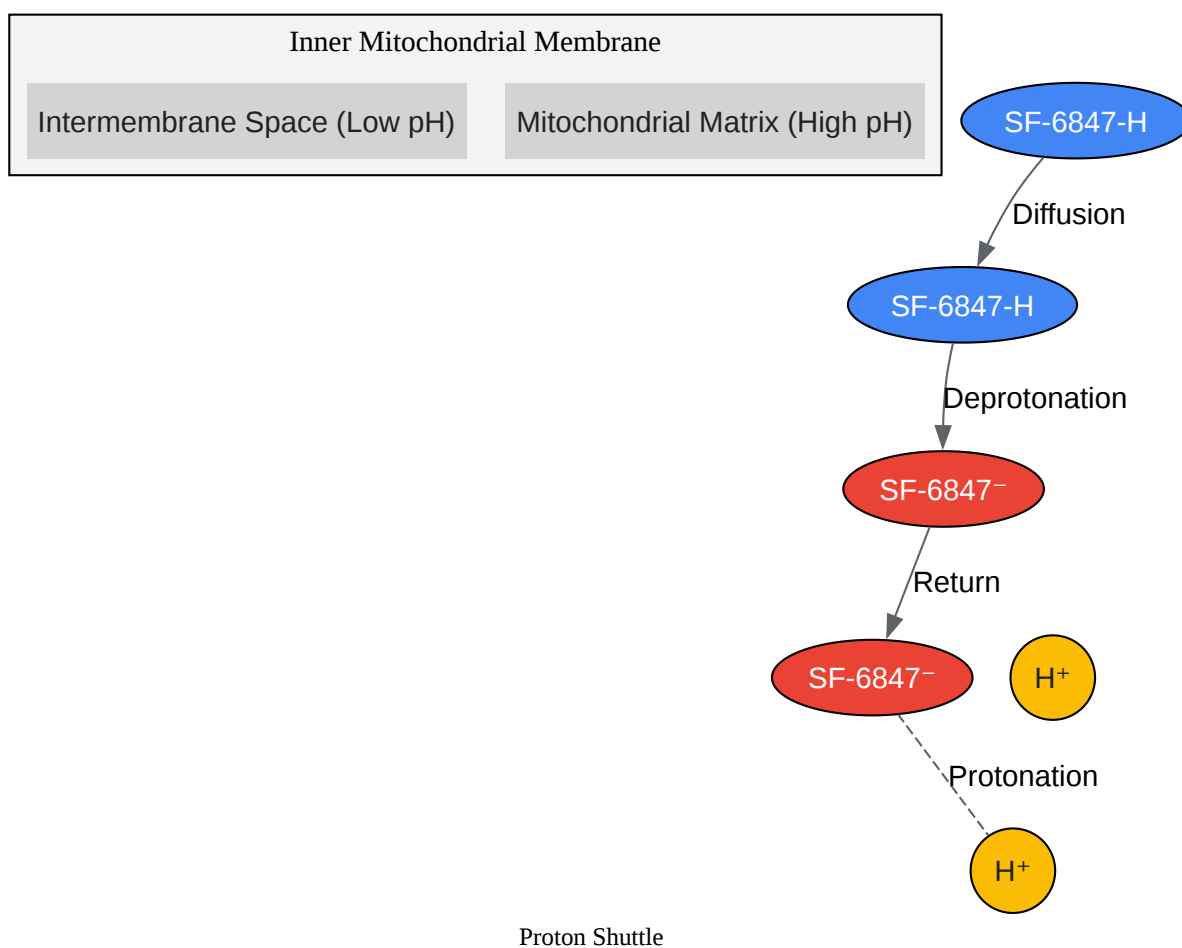 Inner Mitochondrial Membrane
Intermembrane Space (Low pH)
Mitochondrial Matrix (High pH)
SF-6847-H
Diffusion
SF-6847-H
Deprotonation
SF-6847⁻
Return
SF-6847⁻
H⁺
Protonation
H⁺
Proton Shuttle